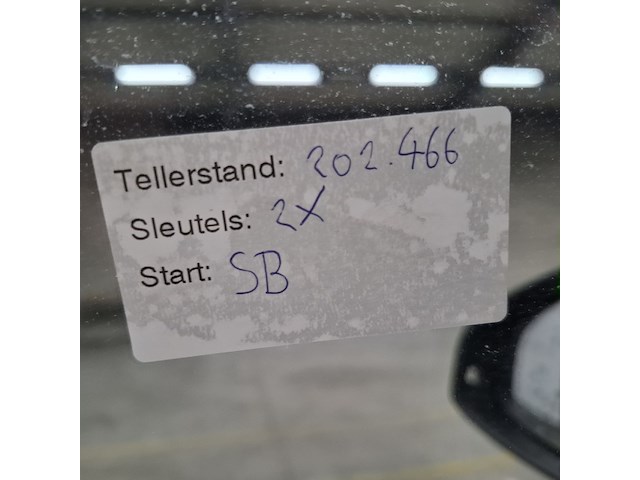 Tellerstand: 202.466
Sleutels: 2X
Start: SB